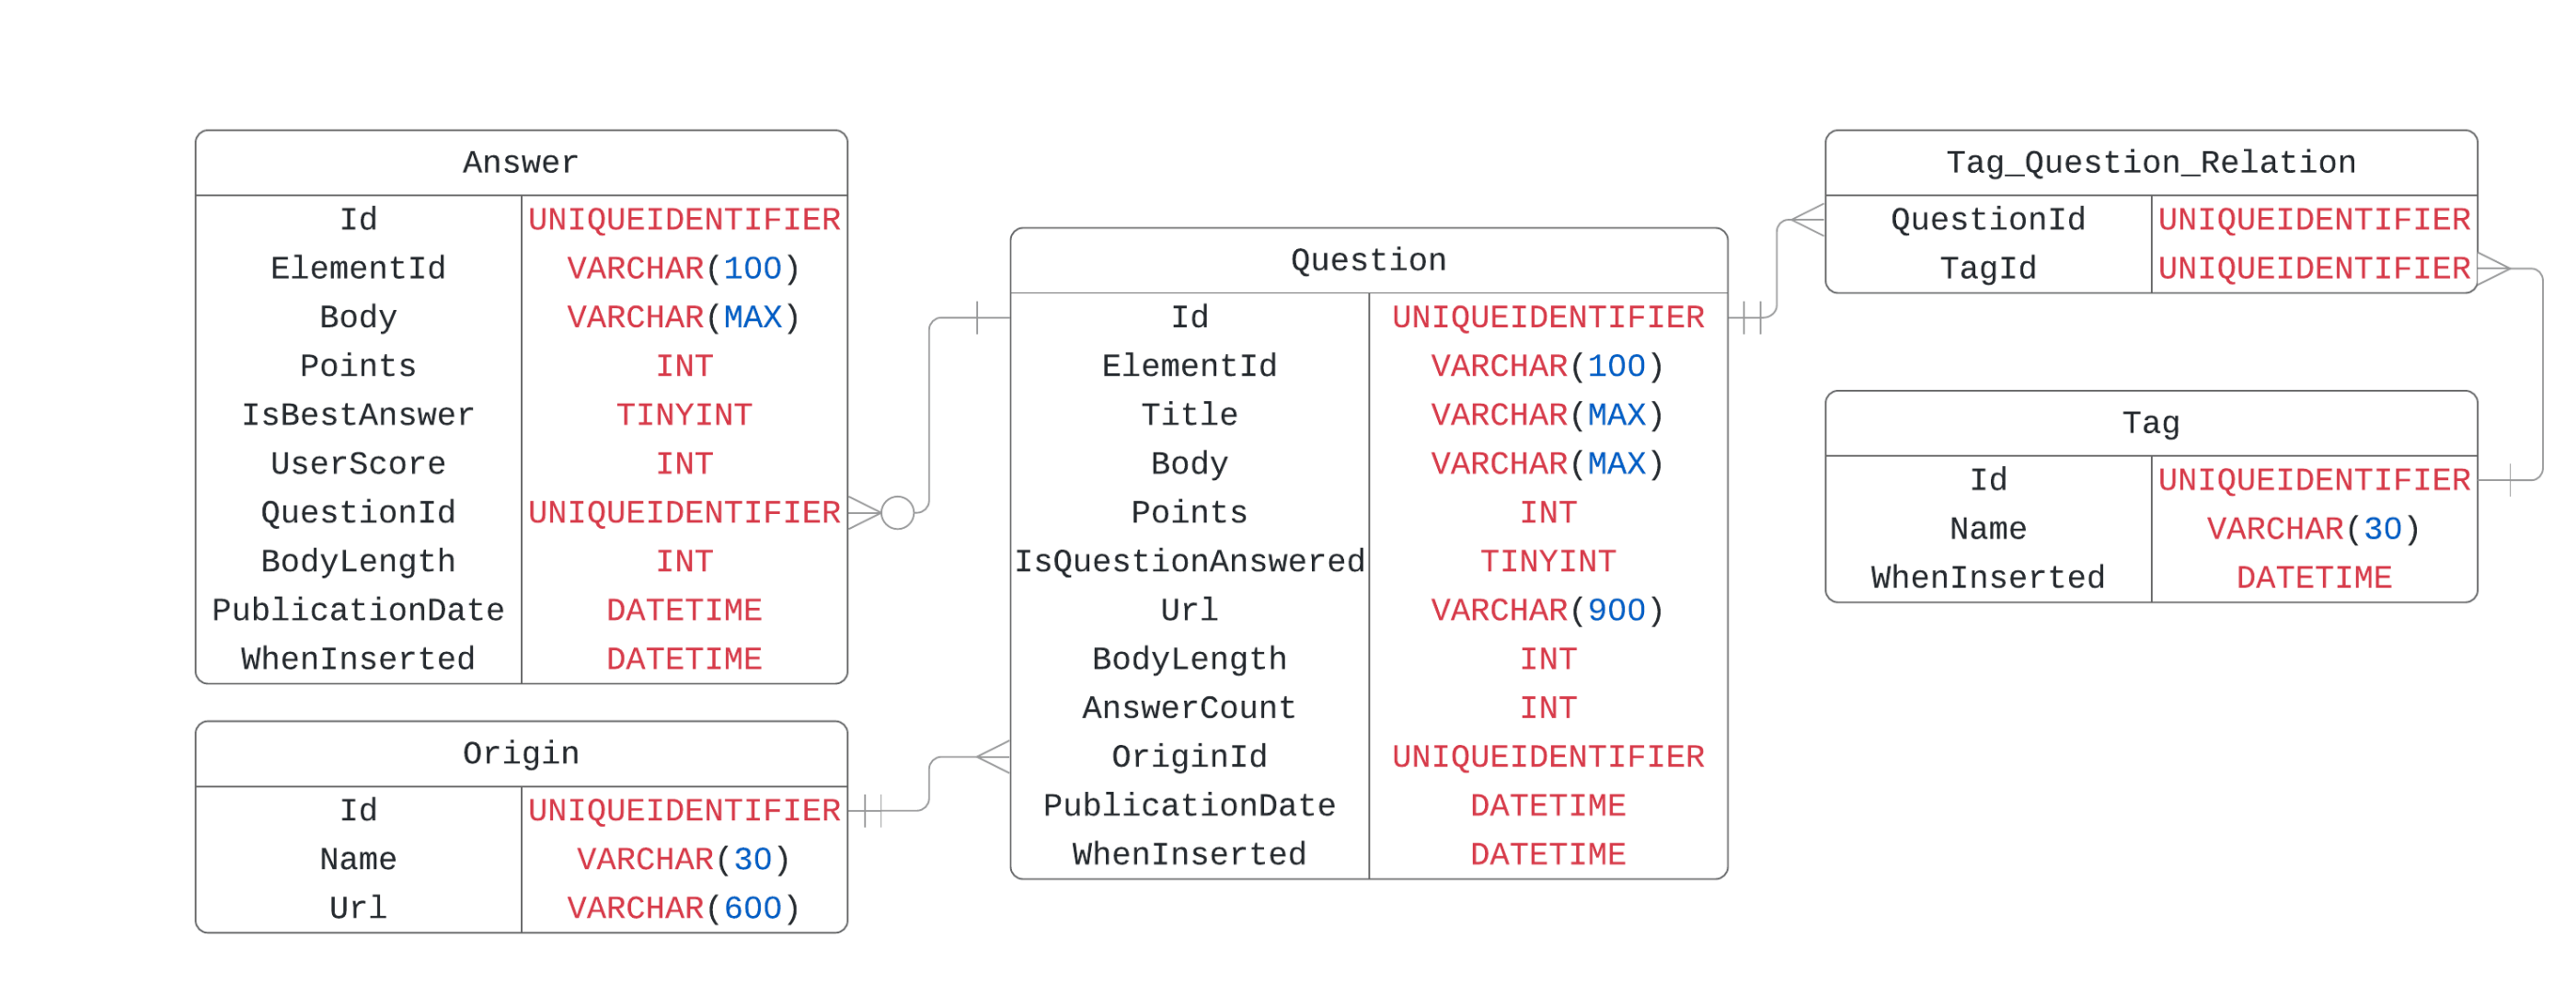 Answer
Id UNIQUEIDENTIFIER
ElementId VARCHAR(100)
Body VARCHAR(MAX)
Points INT
IsBestAnswer TINYINT
UserScore INT
QuestionId UNIQUEIDENTIFIER
BodyLength INT
PublicationDate DATETIME
WhenInserted DATETIME
Origin
Id UNIQUEIDENTIFIER
Name VARCHAR(30)
Url VARCHAR(600)
Question
Id UNIQUEIDENTIFIER
ElementId VARCHAR(100)
Title VARCHAR(MAX)
Body VARCHAR(MAX)
Points INT
IsQuestionAnswered TINYINT
Url VARCHAR(900)
BodyLength INT
AnswerCount INT
OriginId UNIQUEIDENTIFIER
PublicationDate DATETIME
WhenInserted DATETIME
Tag_Question_Relation
QuestionId UNIQUEIDENTIFIER
TagId UNIQUEIDENTIFIER
Tag
Id UNIQUEIDENTIFIER
Name VARCHAR(30)
WhenInserted DATETIME